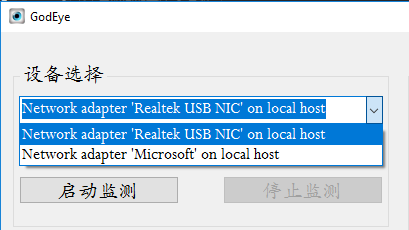 GodEye
设备选择
Network adapter 'Realtek USB NIC' on local host
Network adapter 'Realtek USB NIC' on local host
Network adapter 'Microsoft' on local host
启动监测
停止监测